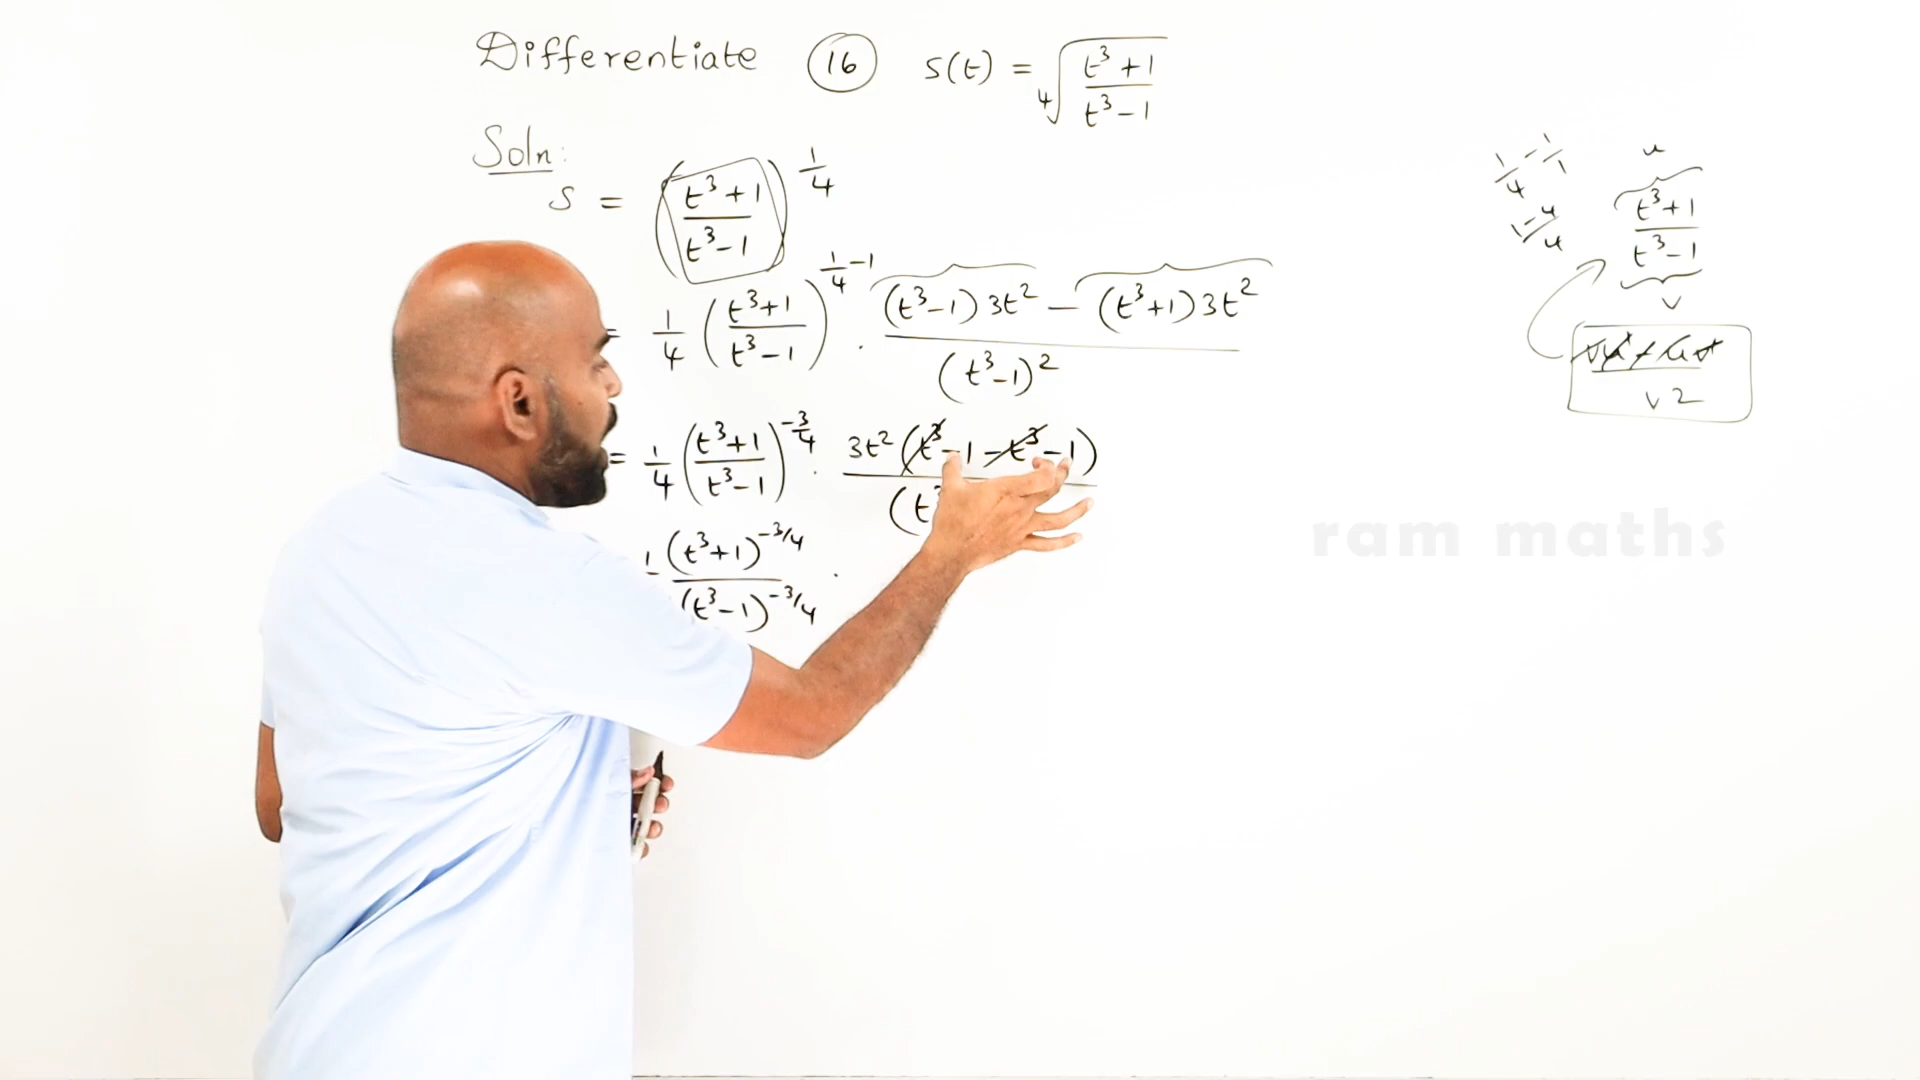 Differentiate 16 s(t) = ∜((t³+1)/(t³-1))
Soln:
s = ((t³+1)/(t³-1))^(1/4)
= 1/4 ((t³+1)/(t³-1))^(1/4-1) · ((t³-1)3t² - (t³+1)3t²)/(t³-1)²
= 1/4 ((t³+1)/(t³-1))^(-3/4) · 3t²(t³-1-t³-1)/(t³
1 (t³+1)^(-3/4)/(t³-1)^(-3/4) ·
1/4 - 1/1
1-4/4
u
(t³+1)/(t³-1)
v
v2
ram maths